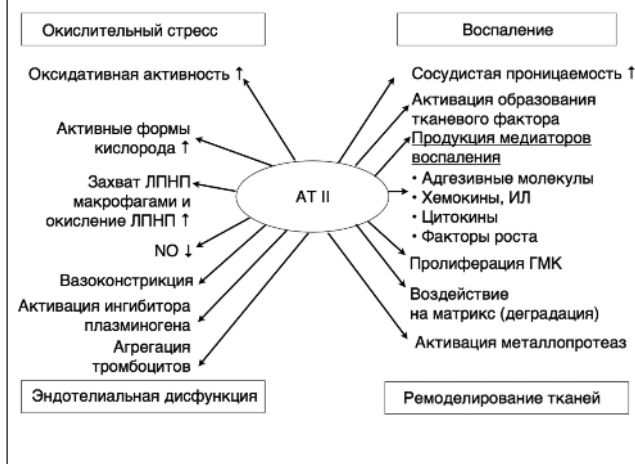 Окислительный стресс
Воспаление
Оксидативная активность ↑
Активные формы
кислорода ↑
Захват ЛПНП
макрофагами и
окисление ЛПНП ↑
NO ↓
Вазоконстрикция
Активация ингибитора
плазминогена
Агрегация
тромбоцитов
AT II
Сосудистая проницаемость ↑
Активация образования
тканевого фактора
Продукция медиаторов
воспаления
• Адгезивные молекулы
• Хемокины, ИЛ
• Цитокины
• Факторы роста
Пролиферация ГМК
Воздействие
на матрикс (деградация)
Активация металлопротеаз
Эндотелиальная дисфункция
Ремоделирование тканей